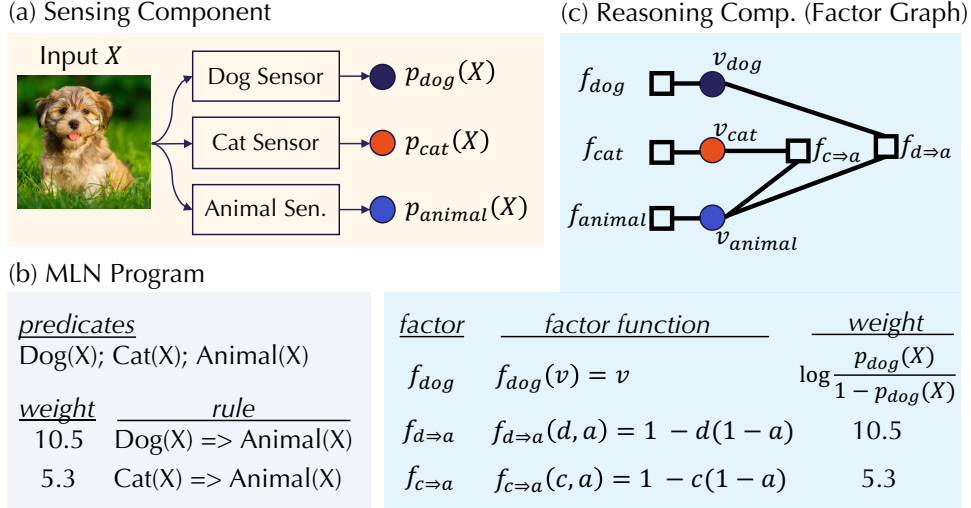 (a) Sensing Component
Input X
Dog Sensor
p_dog(X)
Cat Sensor
p_cat(X)
Animal Sen.
p_animal(X)
(c) Reasoning Comp. (Factor Graph)
f_dog
v_dog
f_cat
v_cat
f_c⇒a
f_d⇒a
f_animal
v_animal
(b) MLN Program
predicates
Dog(X); Cat(X); Animal(X)
weight rule
10.5 Dog(X) => Animal(X)
5.3 Cat(X) => Animal(X)
factor factor function weight
f_dog f_dog(v) = v log p_dog(X) / 1 − p_dog(X)
f_d⇒a f_d⇒a(d, a) = 1 − d(1 − a) 10.5
f_c⇒a f_c⇒a(c, a) = 1 − c(1 − a) 5.3